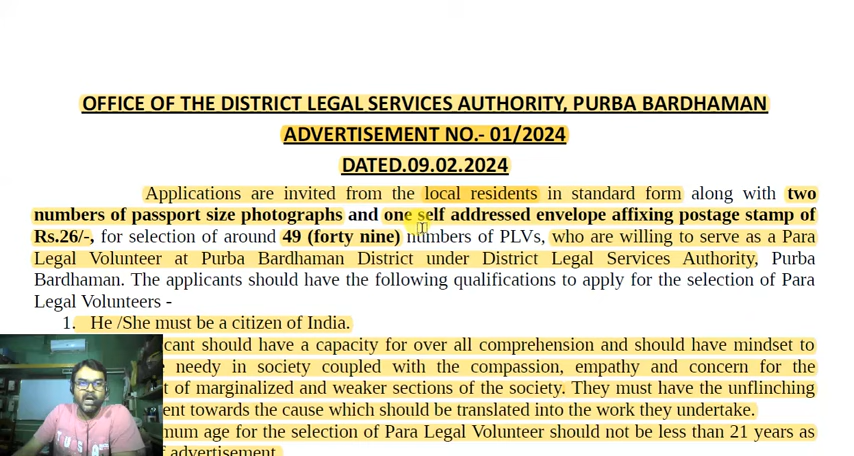 OFFICE OF THE DISTRICT LEGAL SERVICES AUTHORITY, PURBA BARDHAMAN
ADVERTISEMENT NO.- 01/2024
DATED.09.02.2024
Applications are invited from the local residents in standard form along with two
numbers of passport size photographs and one self addressed envelope affixing postage stamp of
Rs.26/-, for selection of around 49 (forty nine) numbers of PLVs, who are willing to serve as a Para
Legal Volunteer at Purba Bardhaman District under District Legal Services Authority, Purba
Bardhaman. The applicants should have the following qualifications to apply for the selection of Para
Legal Volunteers -
1. He /She must be a citizen of India.
should have a capacity for over all comprehension and should have mindset to
needy in society coupled with the compassion, empathy and concern for the
of marginalized and weaker sections of the society. They must have the unflinching
towards the cause which should be translated into the work they undertake.
age for the selection of Para Legal Volunteer should not be less than 21 years as
advertisement.